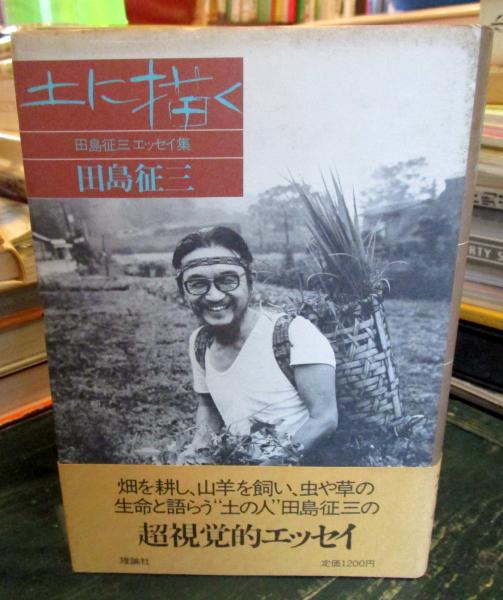 土に描く
田島征三 エッセイ集
田島征三
畑を耕し、山羊を飼い、虫や草の
生命と語らう“土の人”田島征三の
超視覚的エッセイ
理論社
定価1200円